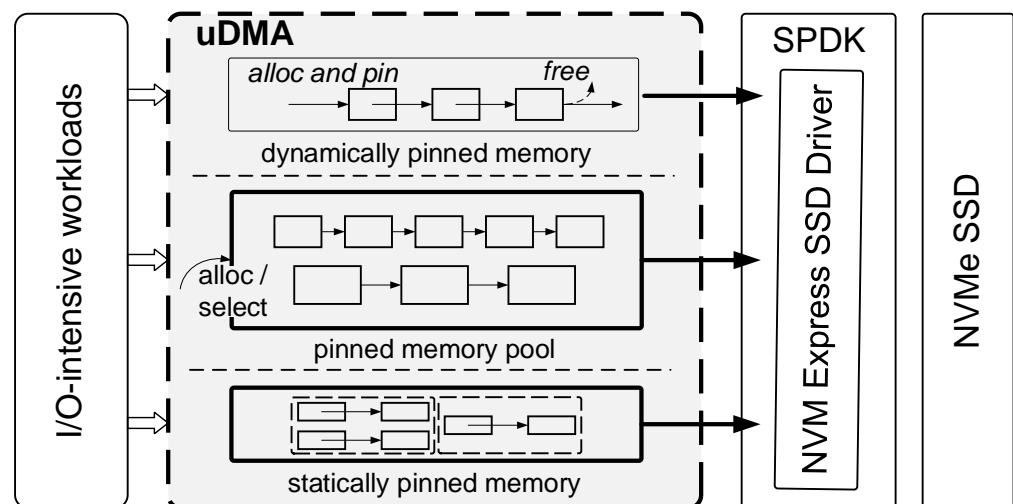 I/O-intensive workloads
uDMA
alloc and pin
free
dynamically pinned memory
alloc /
select
pinned memory pool
statically pinned memory
SPDK
NVM Express SSD Driver
NVMe SSD